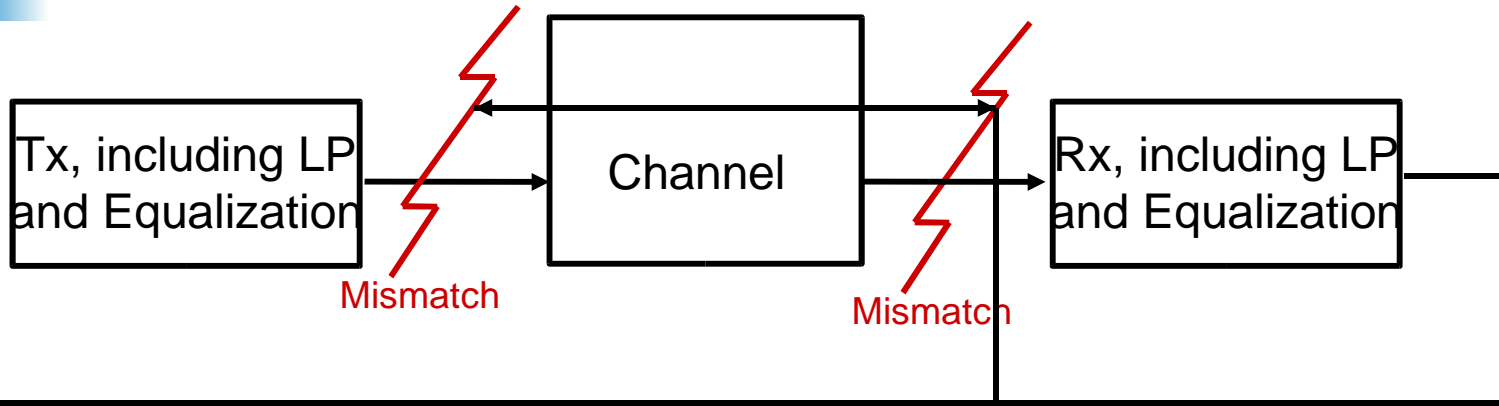 Tx, including LP
and Equalization
Mismatch
Channel
Mismatch
Rx, including LP
and Equalization